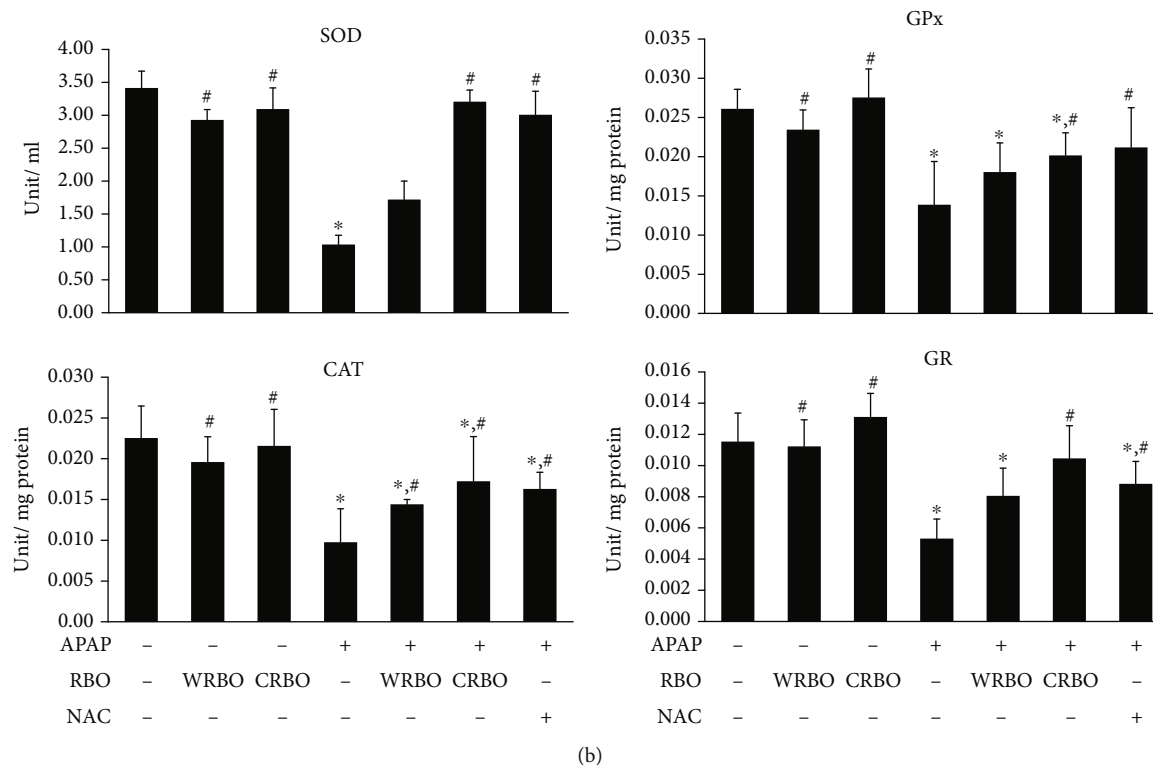 SOD
Unit/ ml
4.00
3.50
3.00
2.50
2.00
1.50
1.00
0.50
0.00
# # * # #
GPx
Unit/ mg protein
0.035
0.030
0.025
0.020
0.015
0.010
0.005
0.000
# # * * *,# #
CAT
Unit/ mg protein
0.030
0.025
0.020
0.015
0.010
0.005
0.00
# # * *,# *,# *,#
GR
Unit/ mg protein
0.016
0.014
0.012
0.010
0.008
0.006
0.004
0.002
0.000
# # * * # *,#
APAP – – – + + + + – – – + + + +
RBO – WRBO CRBO – WRBO CRBO – – WRBO CRBO – WRBO CRBO –
NAC – – – – – – + – – – – – – +
(b)